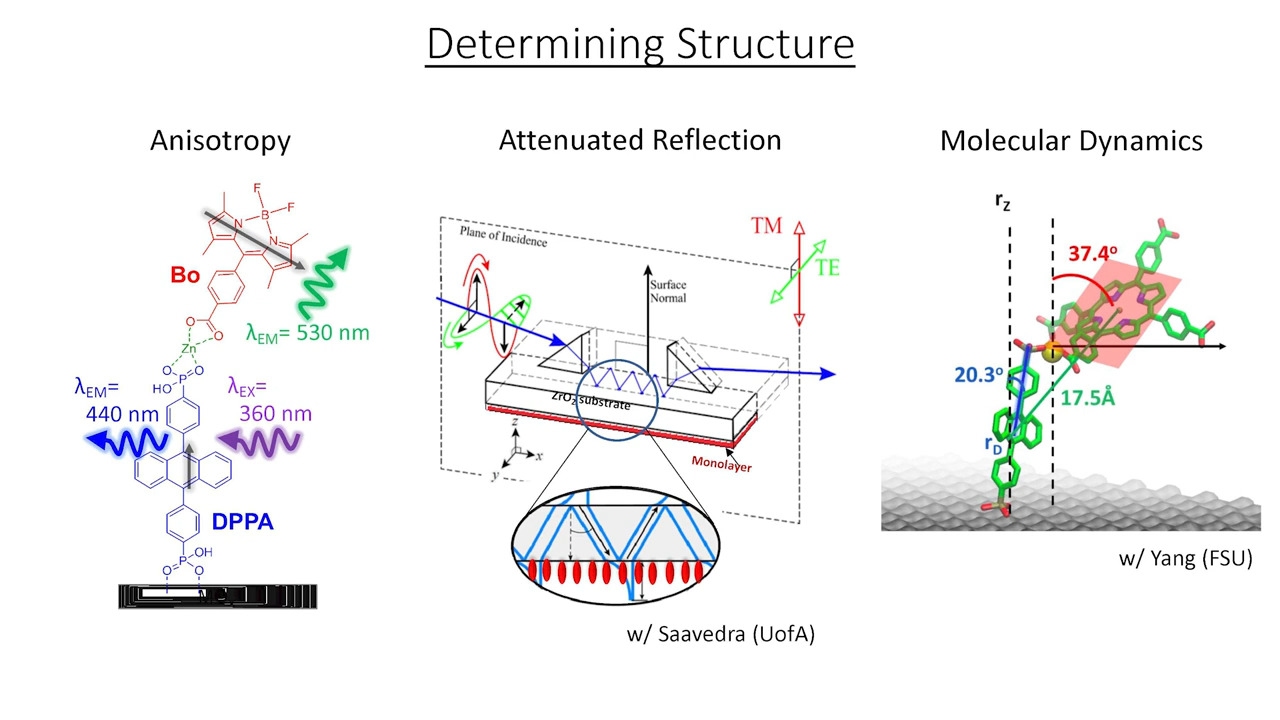 Determining Structure
Anisotropy
F
F
B
N
N
Bo
O
O
λEM= 530 nm
Zn
O
O
P
HO
λEM=
440 nm
λEX=
360 nm
DPPA
OH
P
O
O
Attenuated Reflection
Plane of Incidence
TM
TE
Surface
Normal
ZrO2 substrate
Monolayer
z
x
y
w/ Saavedra (UofA)
Molecular Dynamics
rZ
37.4o
20.3o
17.5Å
rD
w/ Yang (FSU)